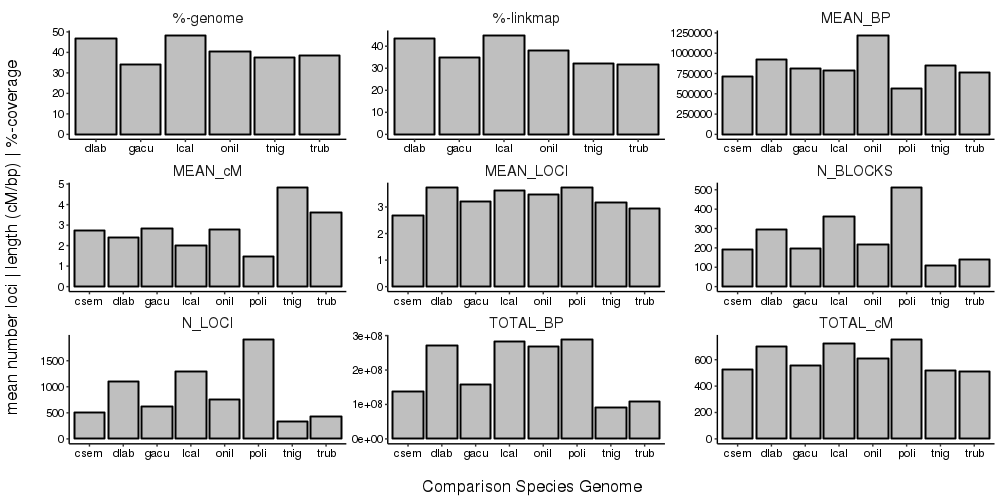 %-genome %-linkmap MEAN_BP
50
40
30
20
10
0
dlab gacu lcal onil tnig trub
40
30
20
10
0
dlab gacu lcal onil tnig trub
1250000
1000000
750000
500000
250000
0
csem dlab gacu lcal onil poli tnig trub
MEAN_cM MEAN_LOCI N_BLOCKS
5
4
3
2
1
0
csem dlab gacu lcal onil poli tnig trub
3
2
1
0
csem dlab gacu lcal onil poli tnig trub
500
400
300
200
100
0
csem dlab gacu lcal onil poli tnig trub
N_LOCI TOTAL_BP TOTAL_cM
1500
1000
500
0
csem dlab gacu lcal onil poli tnig trub
3e+08
2e+08
1e+08
0e+00
csem dlab gacu lcal onil poli tnig trub
600
400
200
0
csem dlab gacu lcal onil poli tnig trub
mean number loci | length (cM/bp) | %-coverage
Comparison Species Genome